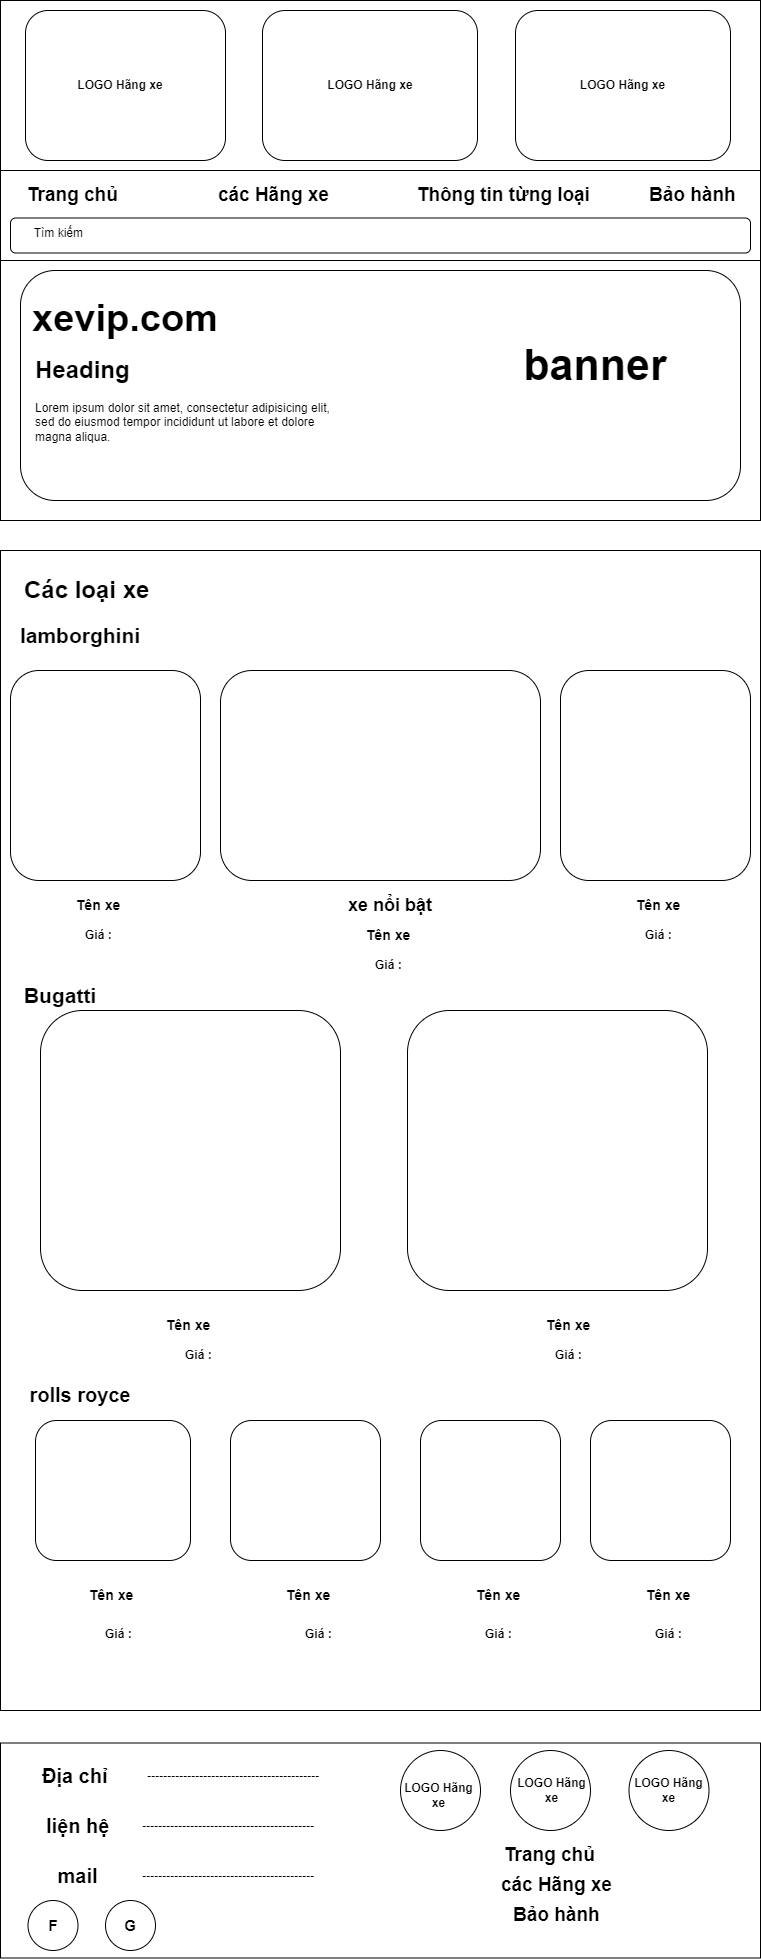 LOGO Hãng xe
LOGO Hãng xe
LOGO Hãng xe
Trang chủ
các Hãng xe
Thông tin từng loại
Bảo hành
Tìm kiếm
xevip.com
banner
Heading
Lorem ipsum dolor sit amet, consectetur adipisicing elit,
sed do eiusmod tempor incididunt ut labore et dolore
magna aliqua.
Các loại xe
lamborghini
Tên xe
Giá :
xe nổi bật
Tên xe
Giá :
Tên xe
Giá :
Bugatti
Tên xe
Giá :
Tên xe
Giá :
rolls royce
Tên xe
Giá :
Tên xe
Giá :
Tên xe
Giá :
Tên xe
Giá :
Địa chỉ -------------------------------------------
liện hệ -------------------------------------------
mail -------------------------------------------
F
G
LOGO Hãng
xe
LOGO Hãng
xe
LOGO Hãng
xe
Trang chủ
các Hãng xe
Bảo hành